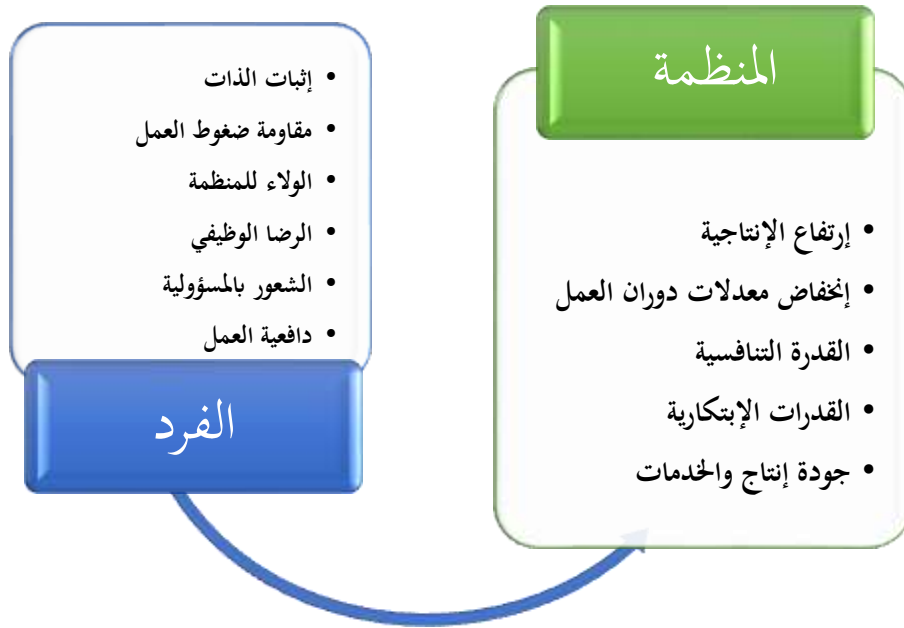 المنظمة
• إرتفاع الإنتاجية
• إنخفاض معدلات دوران العمل
• القدرة التنافسية
• القدرات الإبتكارية
• جودة إنتاج والخدمات
• إثبات الذات
• مقاومة ضغوط العمل
• الولاء للمنظمة
• الرضا الوظيفي
• الشعور بالمسؤولية
• دافعية العمل
الفرد